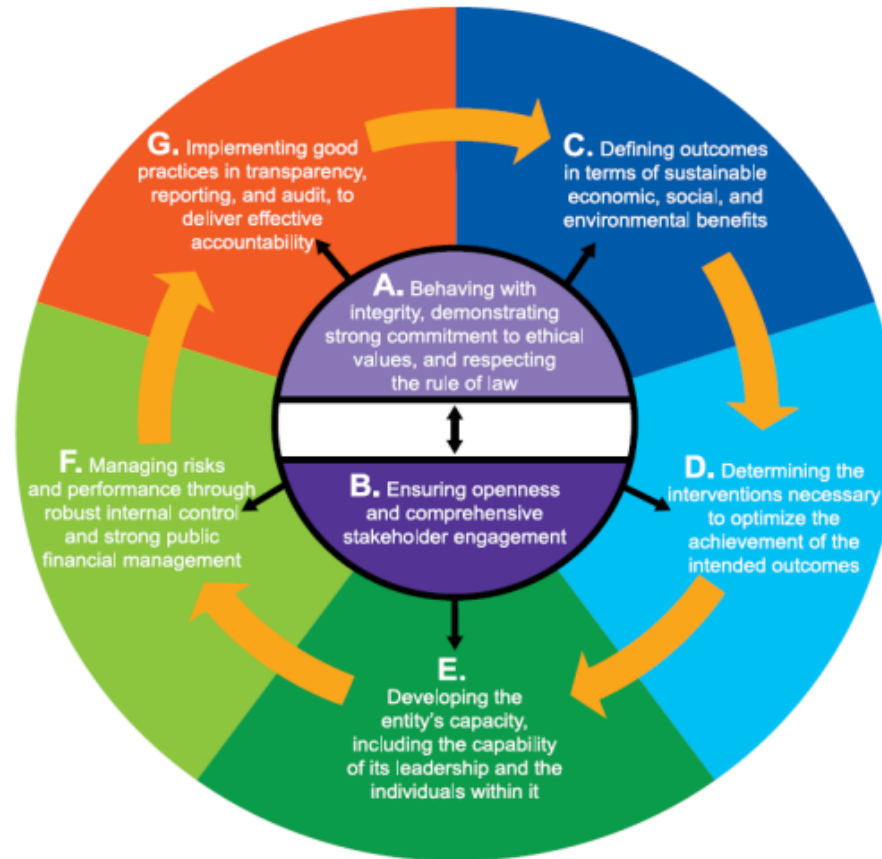 G. Implementing good
practices in transparency,
reporting, and audit, to
deliver effective
accountability
C. Defining outcomes
in terms of sustainable
economic, social, and
environmental benefits
A. Behaving with
integrity, demonstrating
strong commitment to ethical
values, and respecting
the rule of law
F. Managing risks
and performance through
robust internal control
and strong public
financial management
B. Ensuring openness
and comprehensive
stakeholder engagement
D. Determining the
interventions necessary
to optimize the
achievement of the
intended outcomes
E.
Developing the
entity's capacity,
including the capability
of its leadership and the
individuals within it